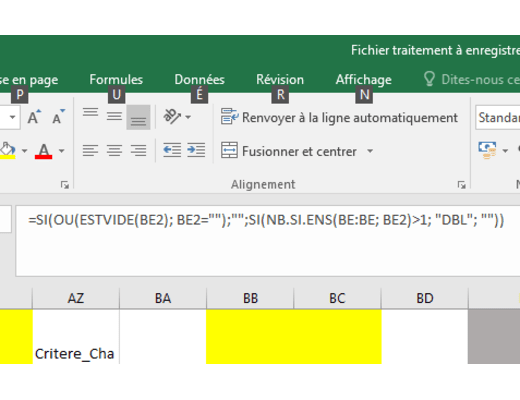 Fichier traitement à enregistre
se en page Formules Données Révision Affichage Dites-nous ce
P U É R N
A A Renvoyer à la ligne automatiquement Standa
A Fusionner et centrer
Alignement
=SI(OU(ESTVIDE(BE2); BE2="");"";SI(NB.SI.ENS(BE:BE; BE2)>1; "DBL"; ""))
AZ BA BB BC BD
Critere_Cha